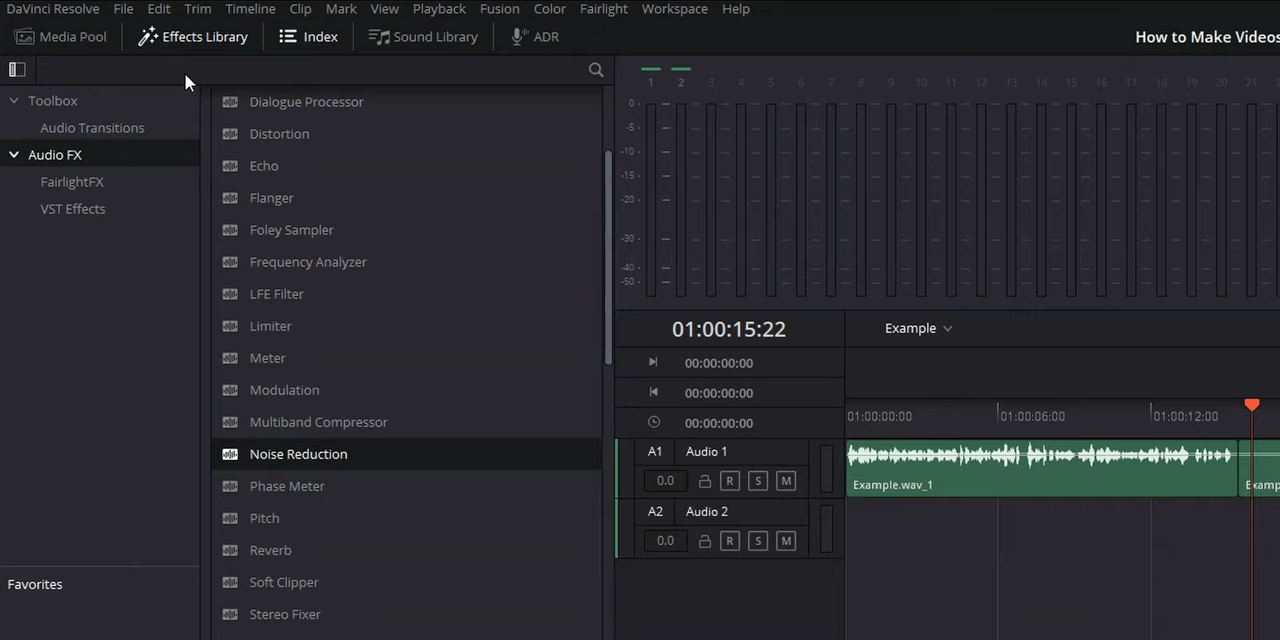 DaVinci Resolve File Edit Trim Timeline Clip Mark View Playback Fusion Color Fairlight Workspace Help
Media Pool Effects Library Index Sound Library ADR How to Make Videos
Toolbox
Audio Transitions
Audio FX
FairlightFX
VST Effects
Favorites
Dialogue Processor
Distortion
Echo
Flanger
Foley Sampler
Frequency Analyzer
LFE Filter
Limiter
Meter
Modulation
Multiband Compressor
Noise Reduction
Phase Meter
Pitch
Reverb
Soft Clipper
Stereo Fixer
1 2 3 4 5 6 7 8 9 10 11 12 13 14 15 16 17 18 19 20 21
0
-5
-10
-15
-20
-30
-40
-50
01:00:15:22 Example
00:00:00:00
00:00:00:00
00:00:00:00
01:00:00:00 01:00:06:00 01:00:12:00
A1 Audio 1
0.0 R S M
Example.wav_1 Examp
A2 Audio 2
0.0 R S M